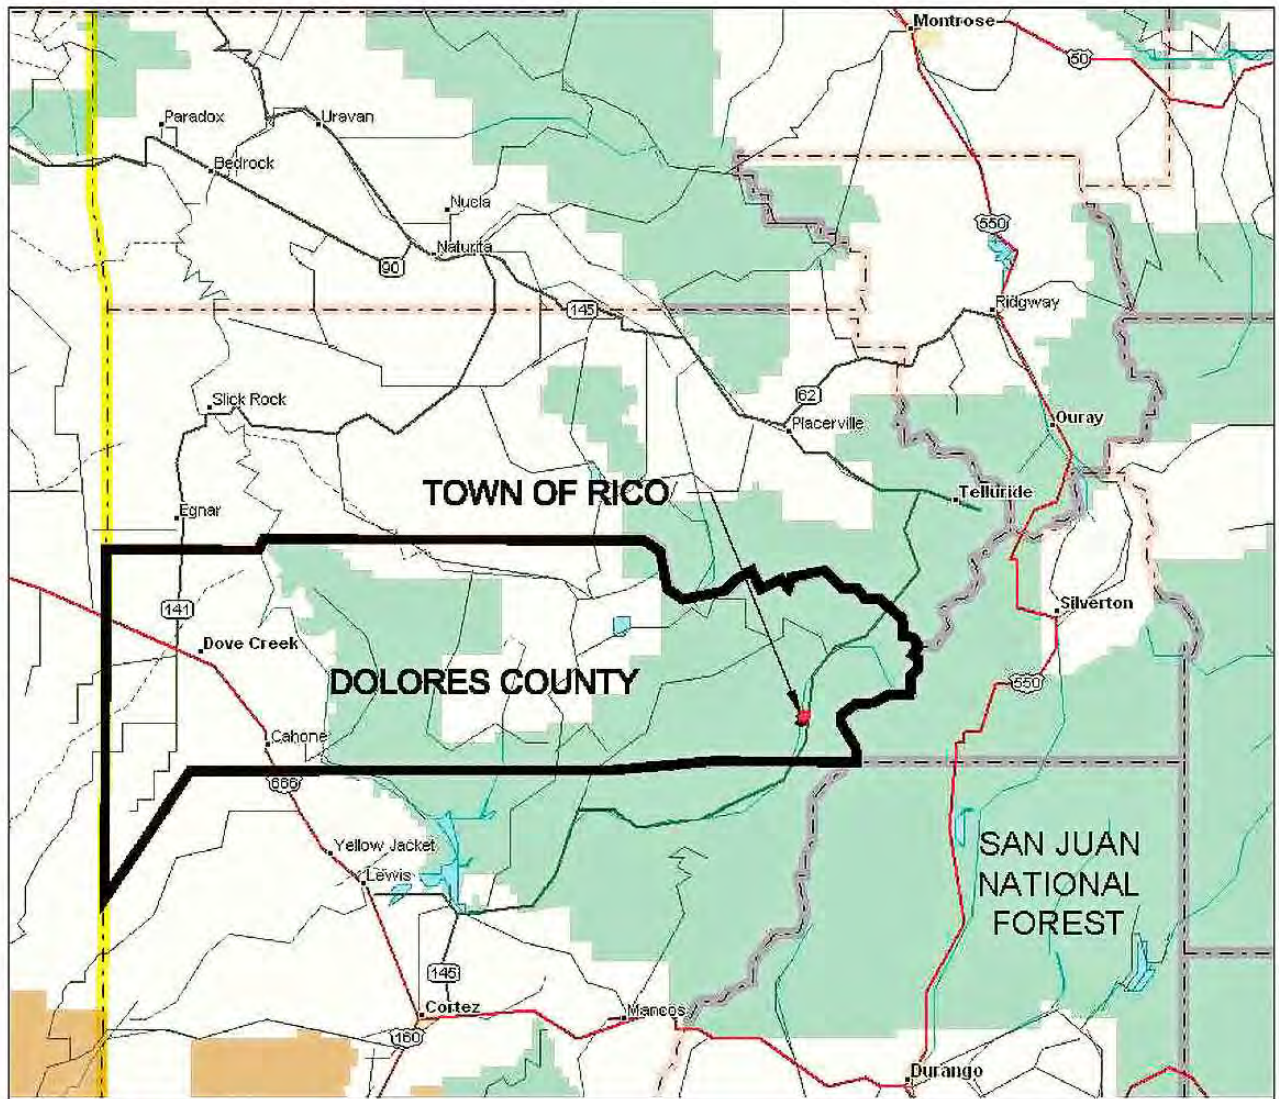 Montrose
50
Paradox
Uravan
Bedrock
Nucla
550
Naturita
90
Ridgway
145
Slick Rock
62
Placerville
Ouray
TOWN OF RICO
Telluride
Egnar
141
Silverton
Dove Creek
DOLORES COUNTY
550
Cahone
666
Yellow Jacket
Lewis
SAN JUAN
NATIONAL
FOREST
145
Cortez
Mancos
160
Durango